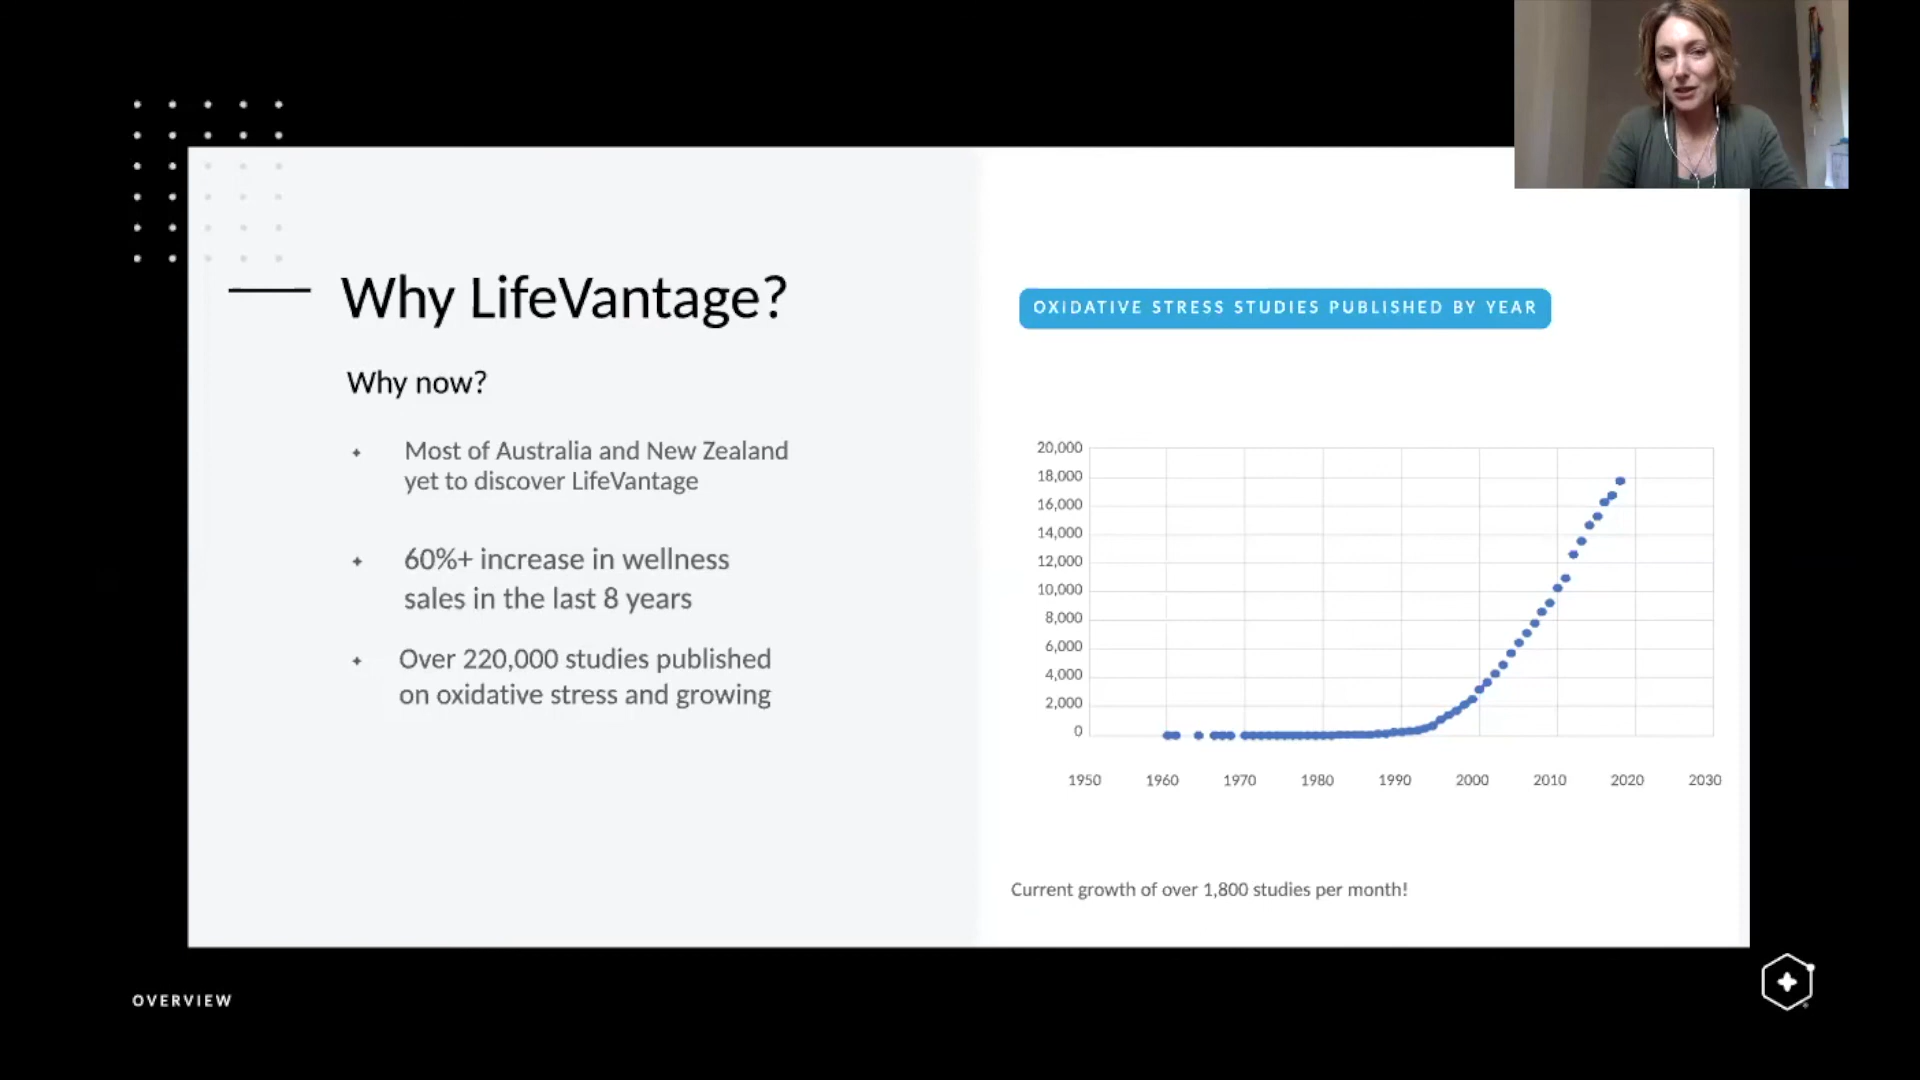 Why LifeVantage?
Why now?
Most of Australia and New Zealand
yet to discover LifeVantage
60%+ increase in wellness
sales in the last 8 years
Over 220,000 studies published
on oxidative stress and growing
OXIDATIVE STRESS STUDIES PUBLISHED BY YEAR
20,000
18,000
16,000
14,000
12,000
10,000
8,000
6,000
4,000
2,000
0
1950 1960 1970 1980 1990 2000 2010 2020 2030
Current growth of over 1,800 studies per month!
OVERVIEW